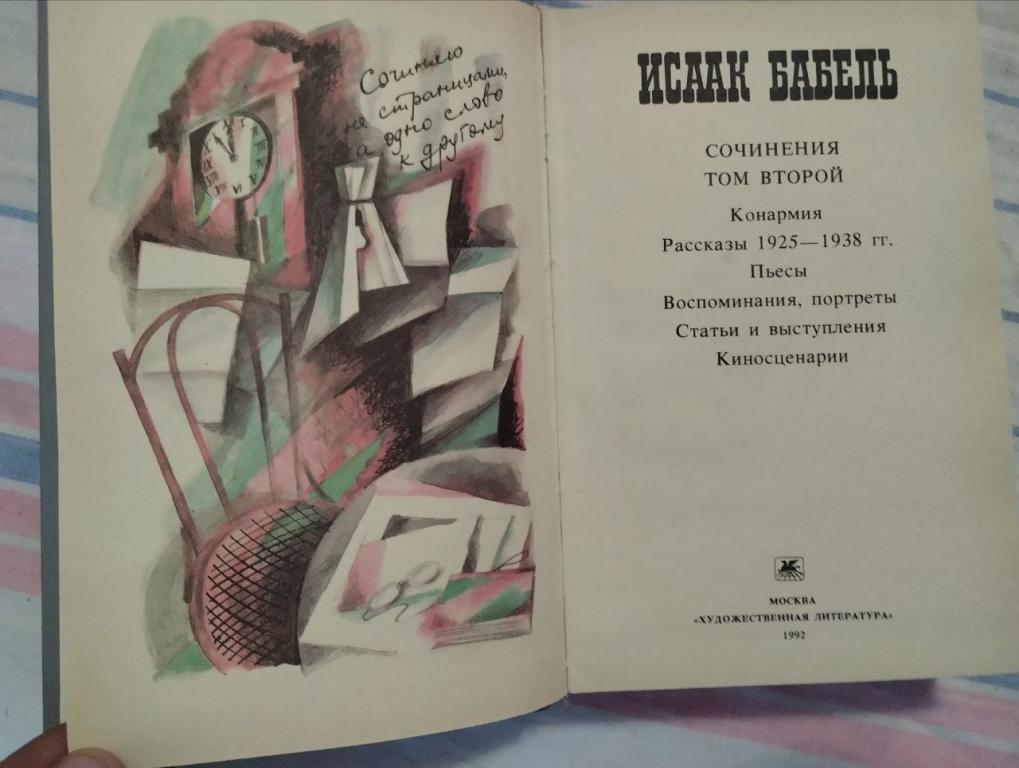 Сочиняю
не страницами,
а одно слово
к другому
ИСААК БАБЕЛЬ
СОЧИНЕНИЯ
ТОМ ВТОРОЙ
Конармия
Рассказы 1925—1938 гг.
Пьесы
Воспоминания, портреты
Статьи и выступления
Киносценарии
МОСКВА
«ХУДОЖЕСТВЕННАЯ ЛИТЕРАТУРА»
1992